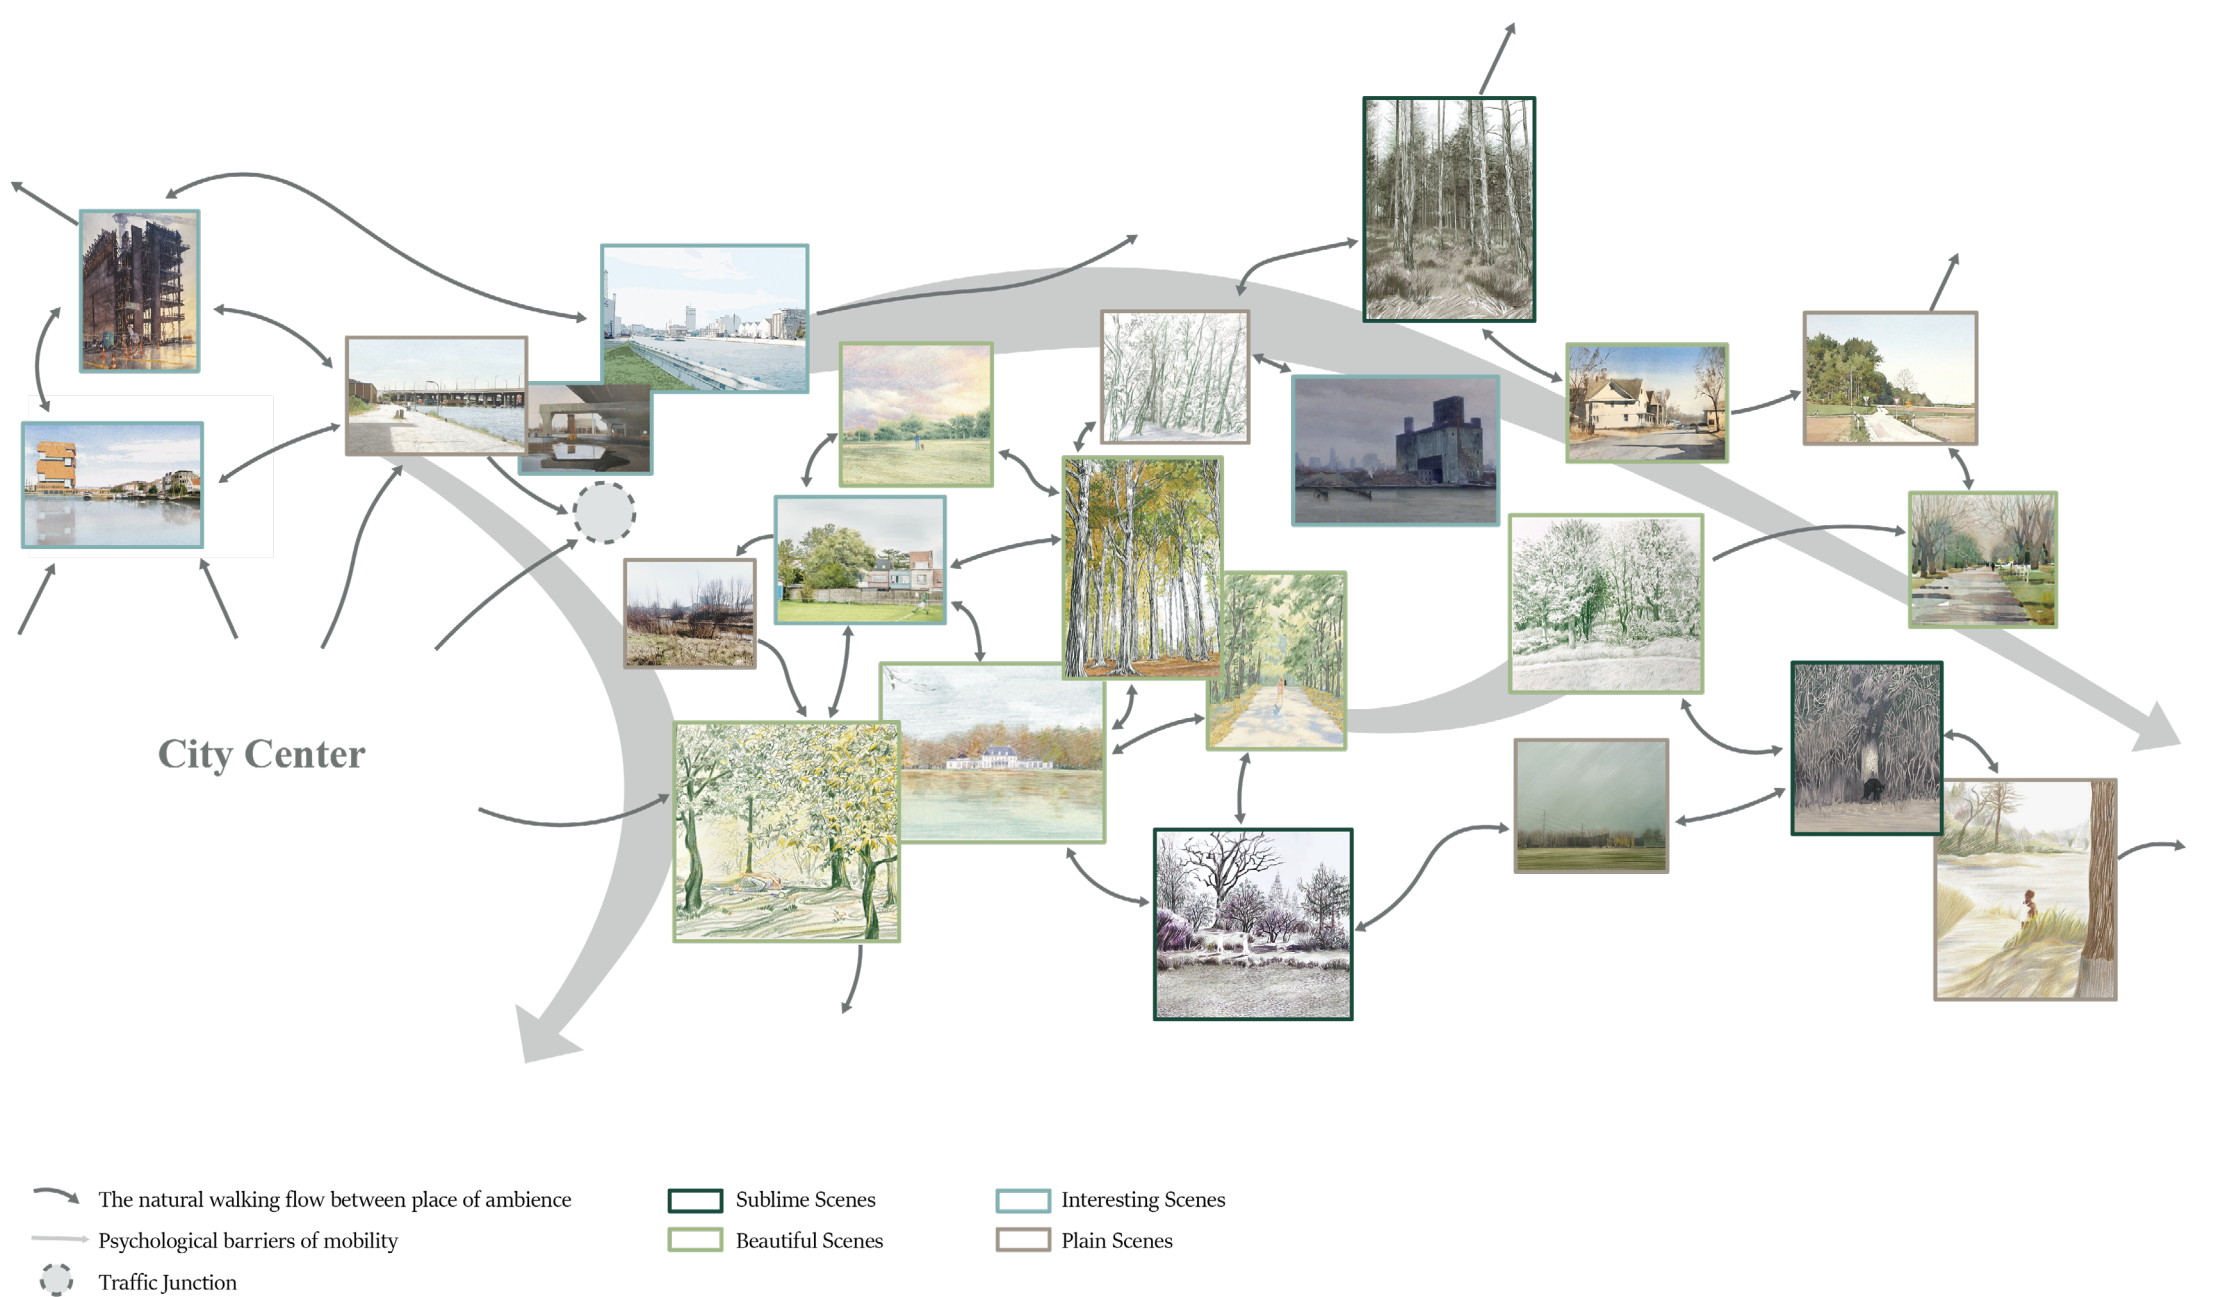 City Center
The natural walking flow between place of ambience
Psychological barriers of mobility
Traffic Junction
Sublime Scenes
Beautiful Scenes
Interesting Scenes
Plain Scenes